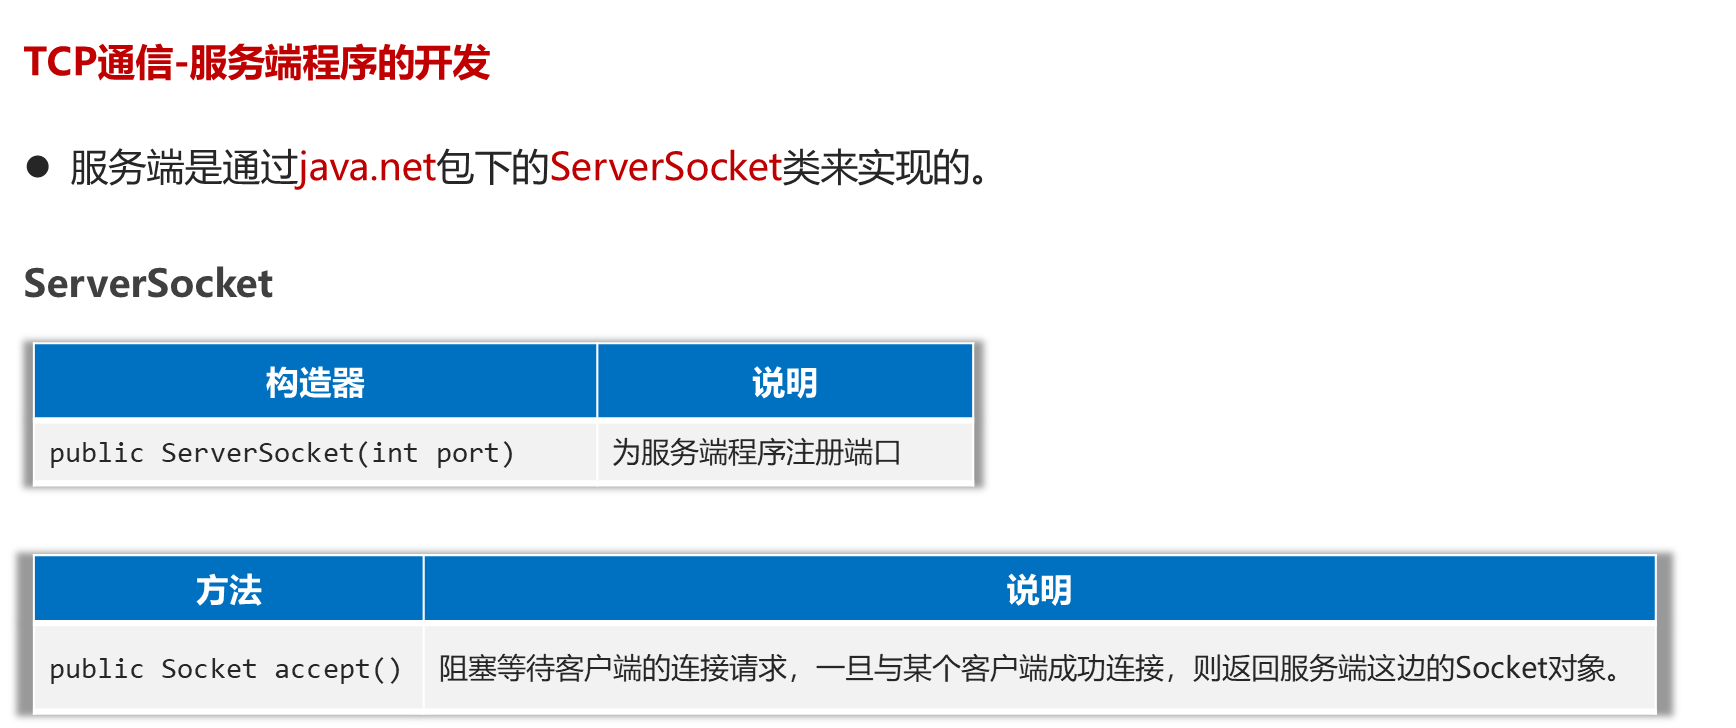 TCP通信-服务端程序的开发
● 服务端是通过java.net包下的ServerSocket类来实现的。
ServerSocket
构造器 说明
public ServerSocket(int port) 为服务端程序注册端口
方法 说明
public Socket accept() 阻塞等待客户端的连接请求，一旦与某个客户端成功连接，则返回服务端这边的Socket对象。